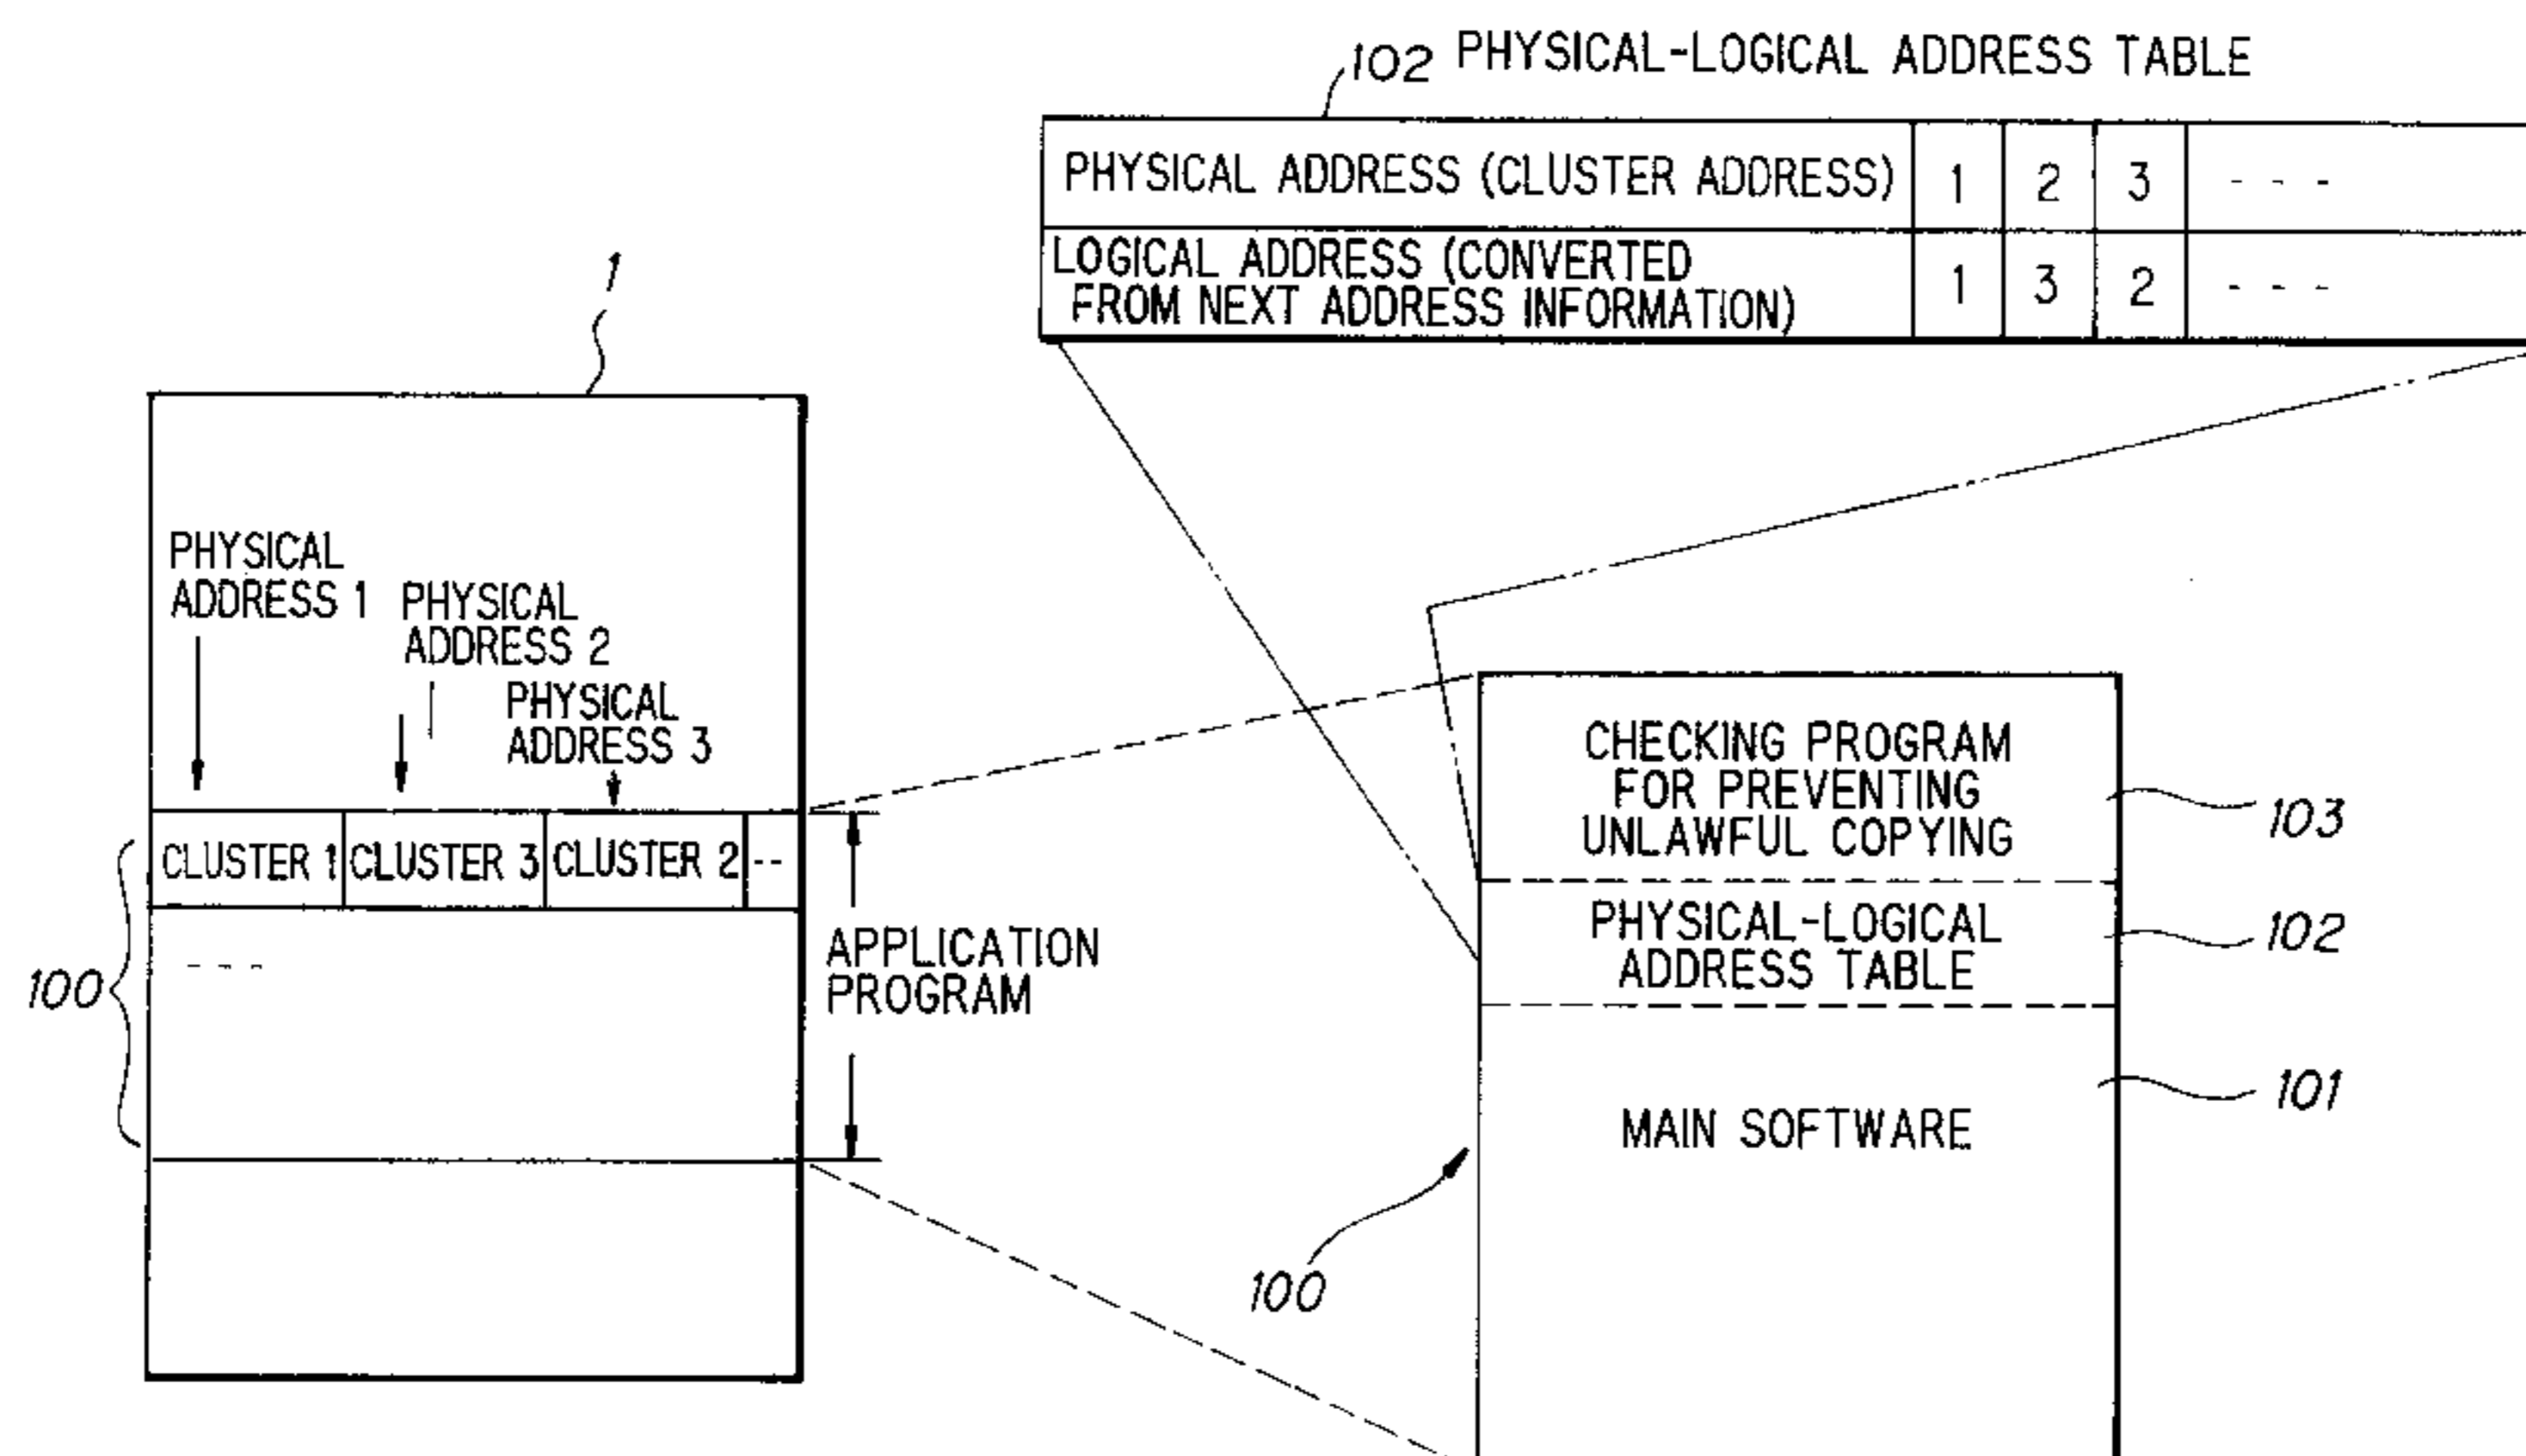 102 PHYSICAL-LOGICAL ADDRESS TABLE
PHYSICAL ADDRESS (CLUSTER ADDRESS) 1 2 3 - - -
LOGICAL ADDRESS (CONVERTED
FROM NEXT ADDRESS INFORMATION) 1 3 2 - - -
1
PHYSICAL
ADDRESS 1
PHYSICAL
ADDRESS 2
PHYSICAL
ADDRESS 3
CLUSTER 1 CLUSTER 3 CLUSTER 2 --
- - -
100
APPLICATION
PROGRAM
CHECKING PROGRAM
FOR PREVENTING
UNLAWFUL COPYING
103
PHYSICAL-LOGICAL
ADDRESS TABLE
102
101
MAIN SOFTWARE
100